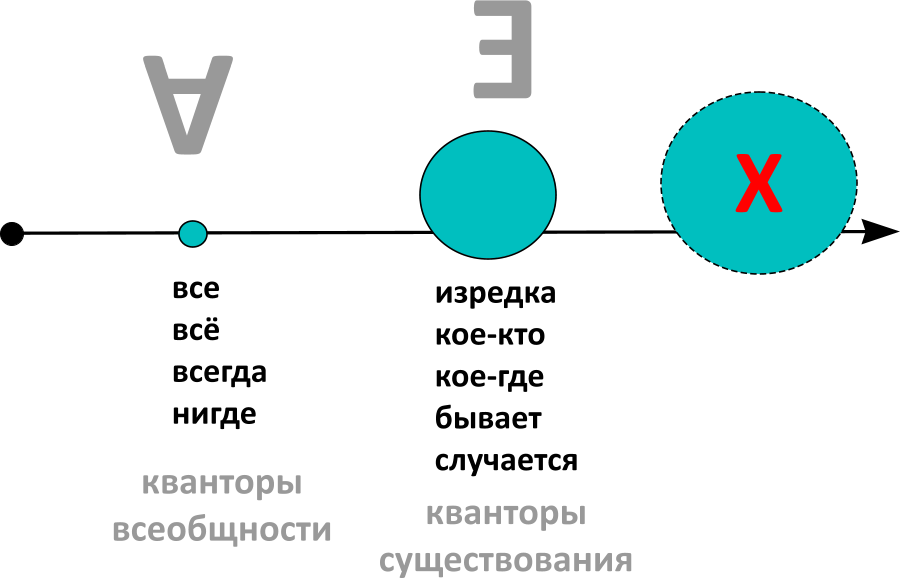 ∀
∃
X
все
всё
всегда
нигде
кванторы
всеобщности
изредка
кое-кто
кое-где
бывает
случается
кванторы
существования